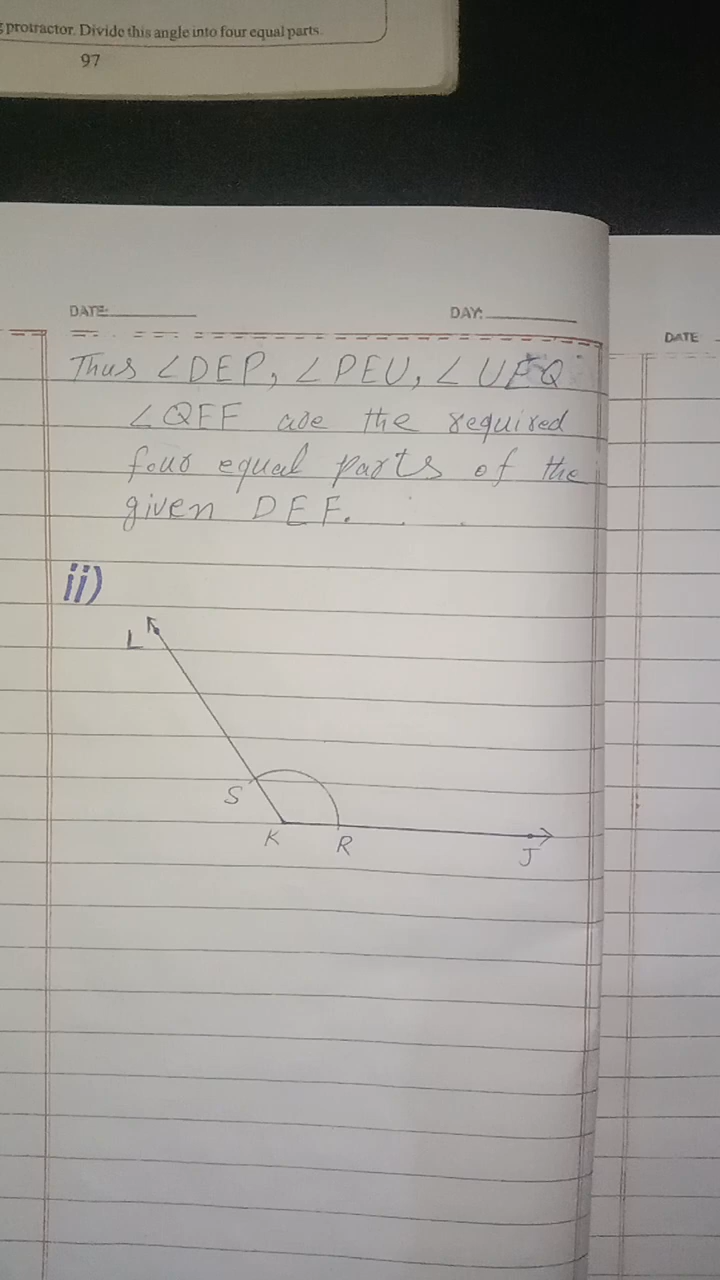 protractor. Divide this angle into four equal parts.
97
DATE:
DAY:
DATE
Thus ∠DEP, ∠PEU, ∠UEQ
∠QEF are the required
four equal parts of the
given DEF.
ii)
L
S
K
R
J